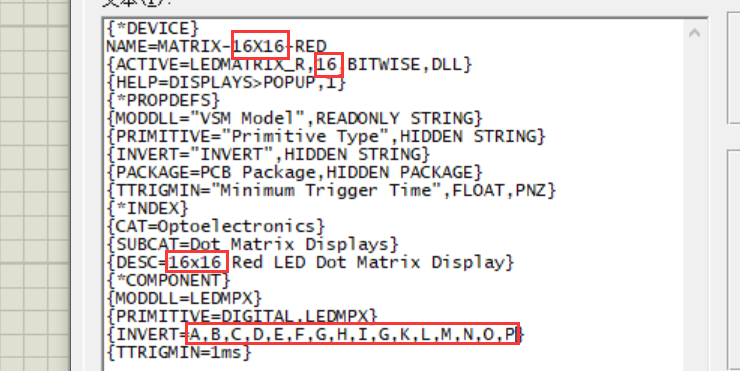 文本(T):
{*DEVICE}
NAME=MATRIX-16X16-RED
{ACTIVE=LEDMATRIX_R,16,BITWISE,DLL}
{HELP=DISPLAYS>POPUP,1}
{*PROPDEFS}
{MODDLL="VSM Model",READONLY STRING}
{PRIMITIVE="Primitive Type",HIDDEN STRING}
{INVERT="INVERT",HIDDEN STRING}
{PACKAGE=PCB Package,HIDDEN PACKAGE}
{TTRIGMIN="Minimum Trigger Time",FLOAT,PNZ}
{*INDEX}
{CAT=Optoelectronics}
{SUBCAT=Dot Matrix Displays}
{DESC=16x16 Red LED Dot Matrix Display}
{*COMPONENT}
{MODDLL=LEDMPX}
{PRIMITIVE=DIGITAL,LEDMPX}
{INVERT=A,B,C,D,E,F,G,H,I,G,K,L,M,N,O,P}
{TTRIGMIN=1ms}